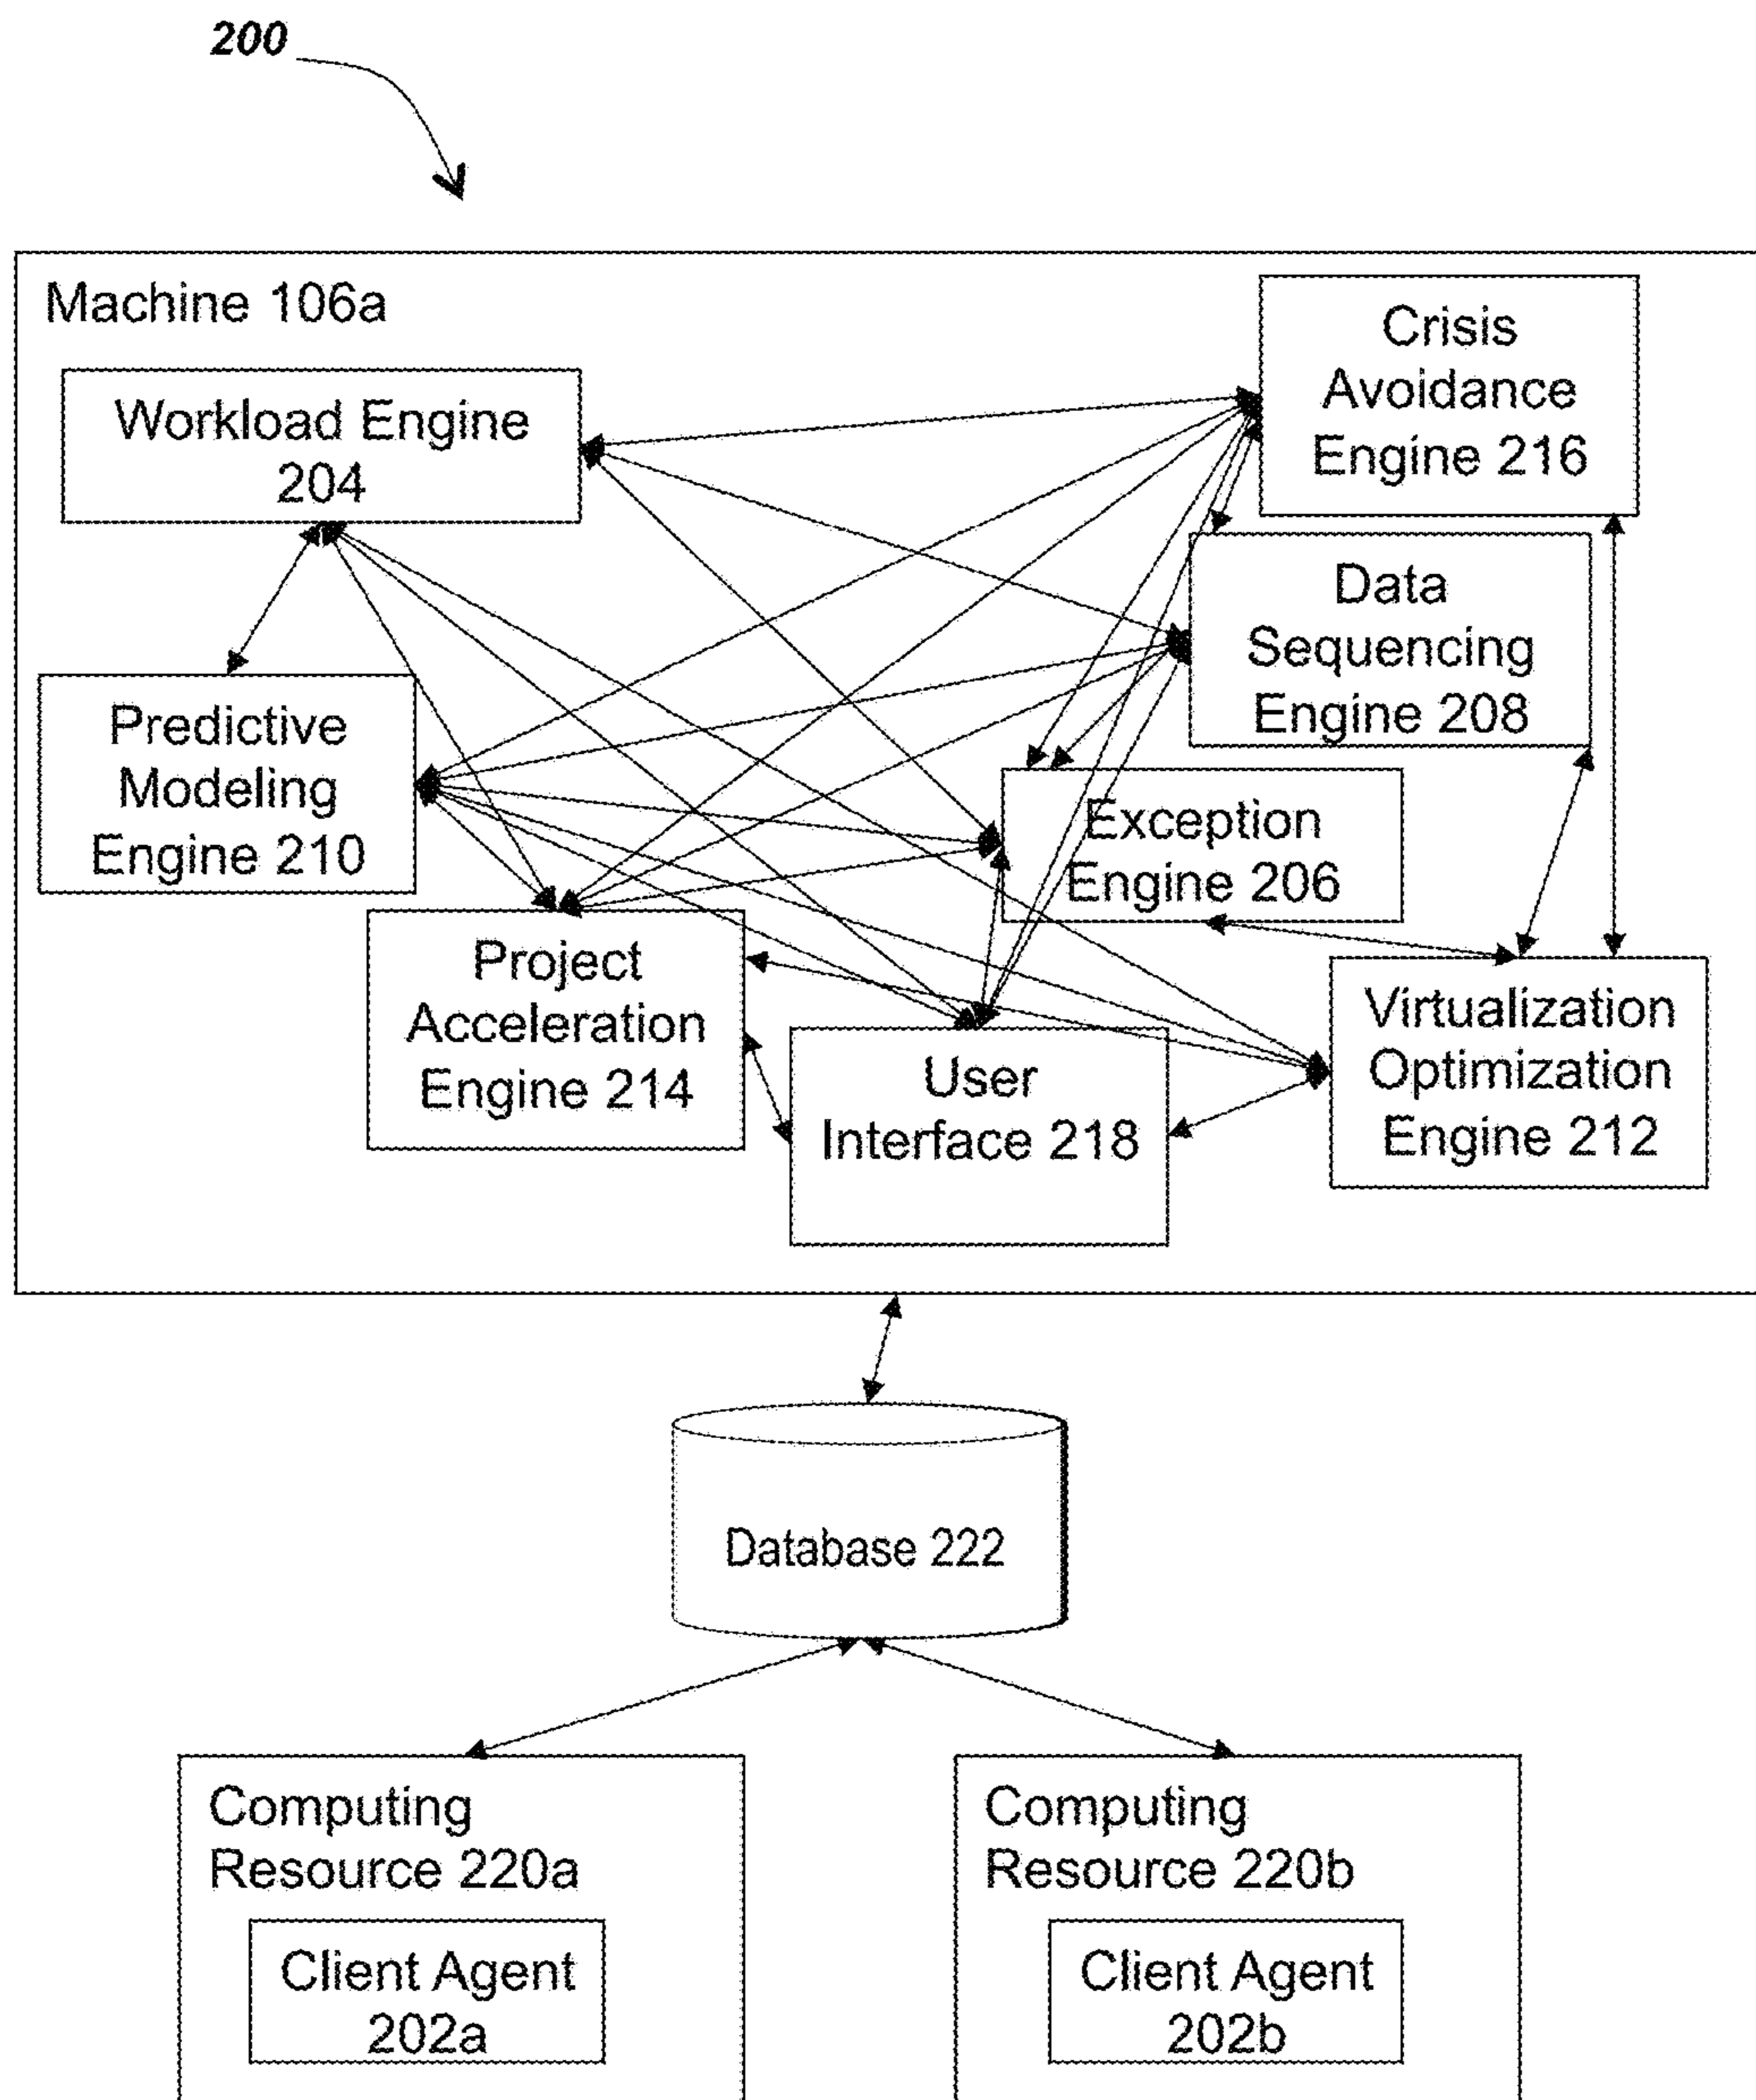 200
Machine 106a
Crisis
Avoidance
Engine 216
Workload Engine
204
Data
Sequencing
Engine 208
Predictive
Modeling
Engine 210
Exception
Engine 206
Project
Acceleration
Engine 214
User
Interface 218
Virtualization
Optimization
Engine 212
Database 222
Computing
Resource 220a
Client Agent
202a
Computing
Resource 220b
Client Agent
202b